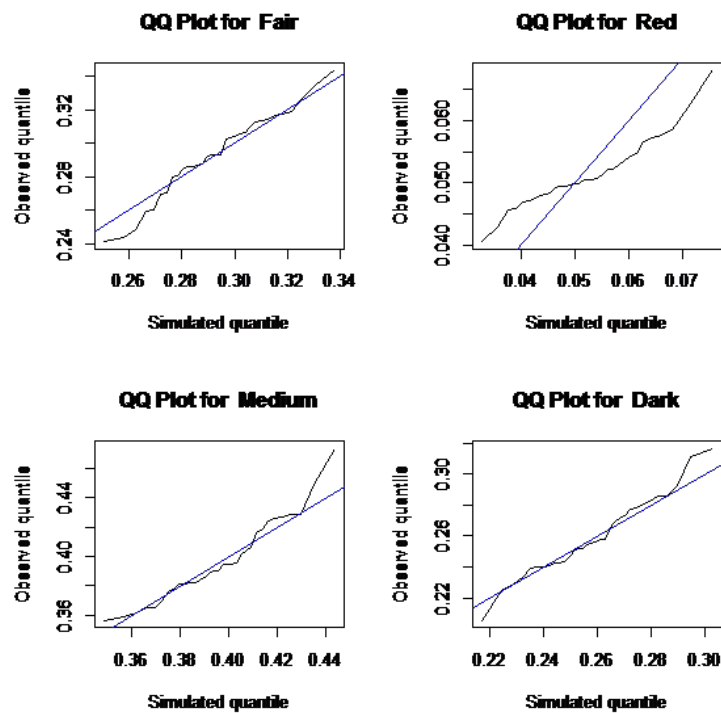 QQ Plot for Fair
Observed quantile
0.24 0.28 0.32
0.26 0.28 0.30 0.32 0.34
Simulated quantile
QQ Plot for Red
Observed quantile
0.040 0.050 0.060
0.04 0.05 0.06 0.07
Simulated quantile
QQ Plot for Medium
Observed quantile
0.36 0.40 0.44
0.36 0.38 0.40 0.42 0.44
Simulated quantile
QQ Plot for Dark
Observed quantile
0.22 0.26 0.30
0.22 0.24 0.26 0.28 0.30
Simulated quantile